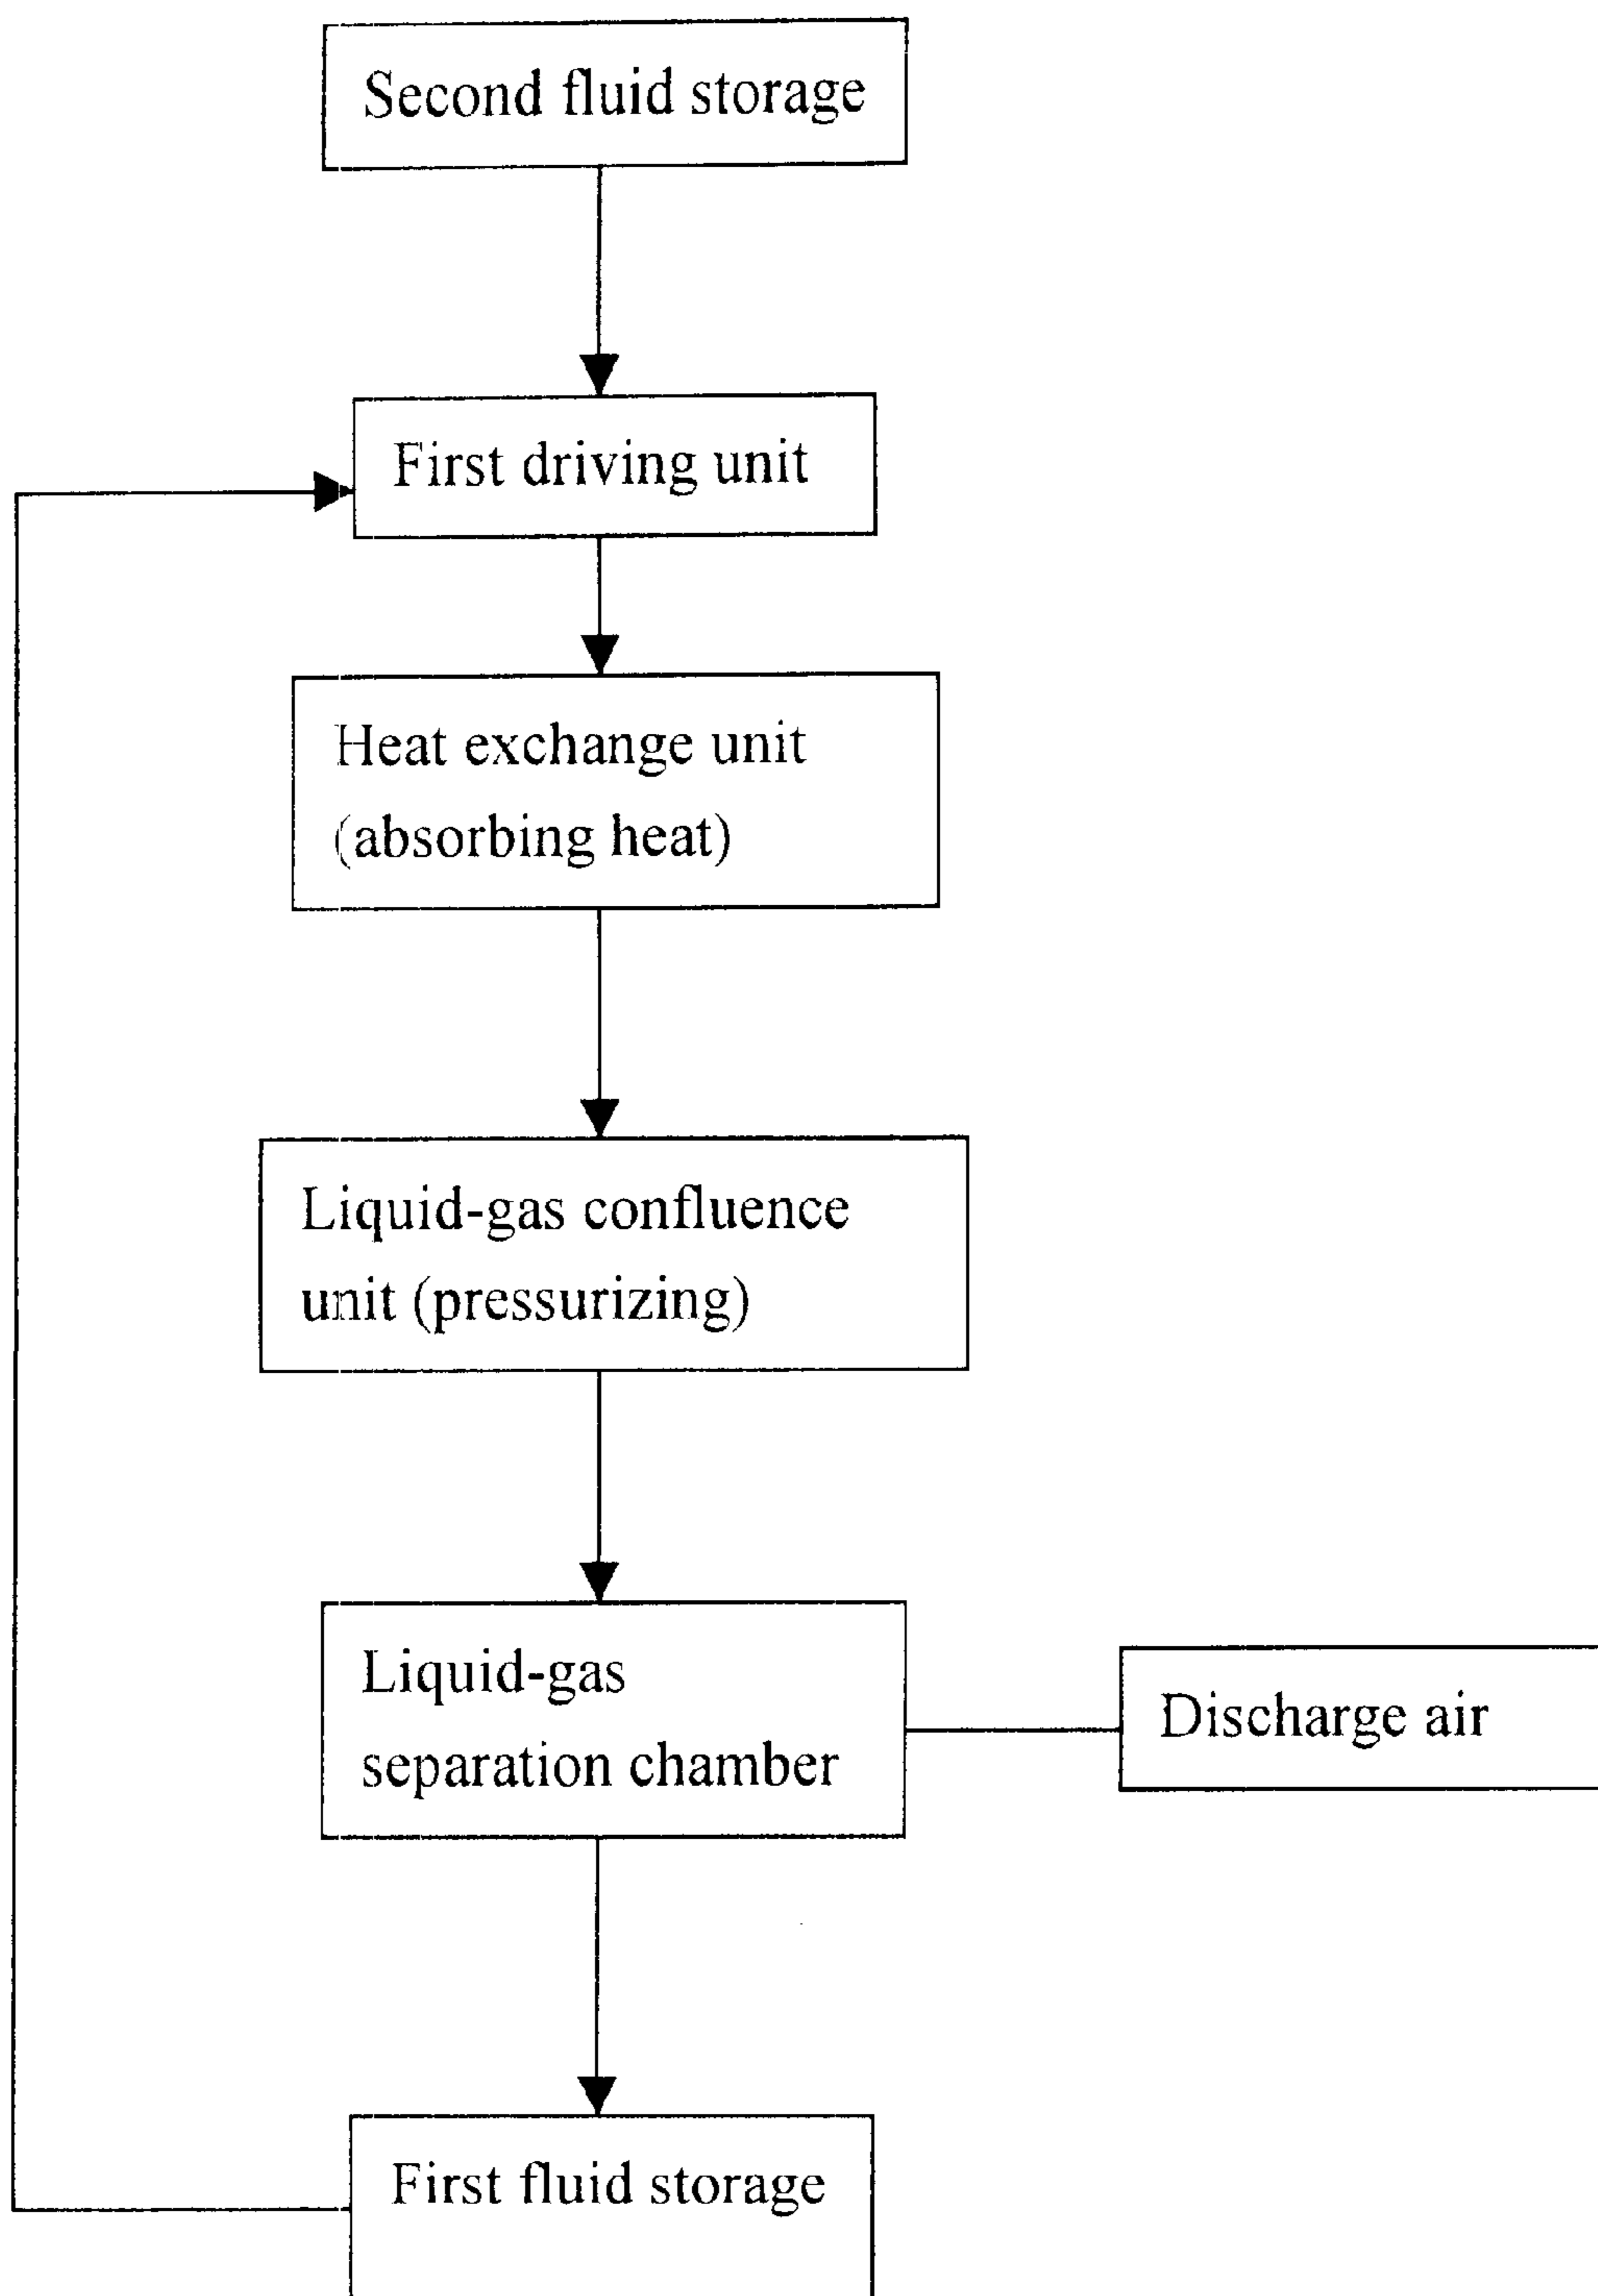 Second fluid storage
First driving unit
Heat exchange unit
(absorbing heat)
Liquid-gas confluence
unit (pressurizing)
Liquid-gas
separation chamber
Discharge air
First fluid storage